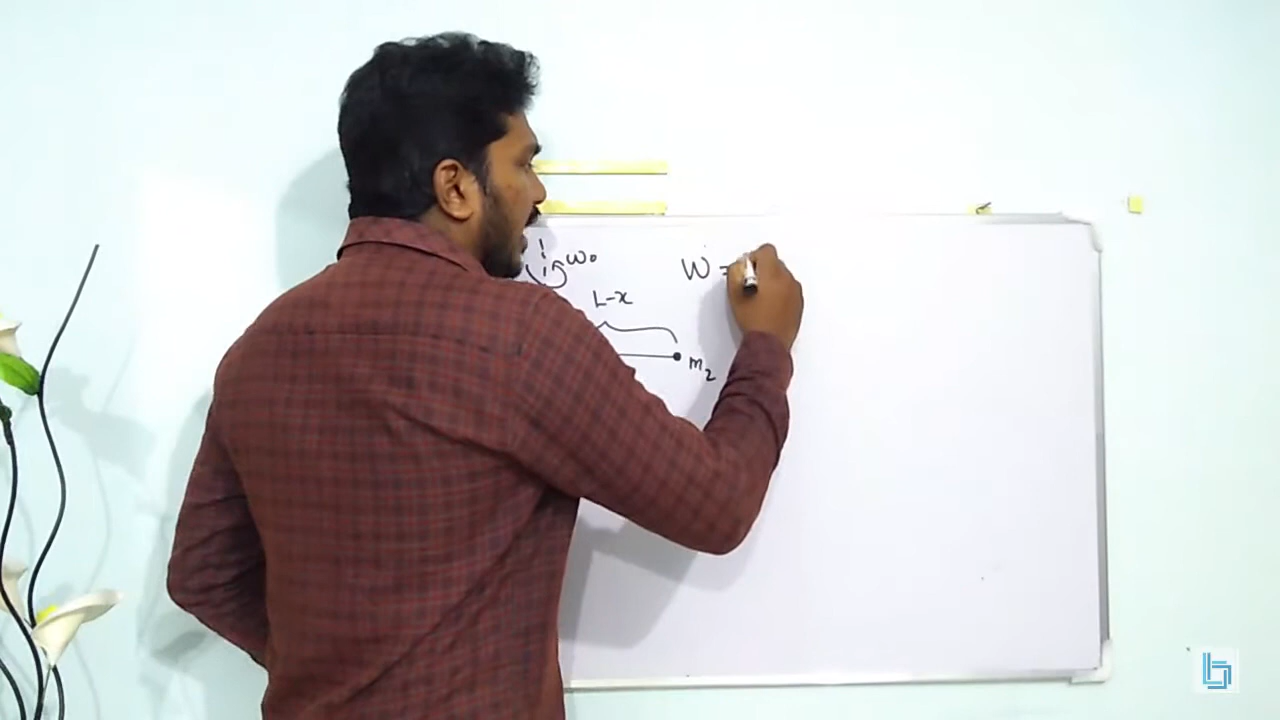 ω₀
W =
L-x
m₂